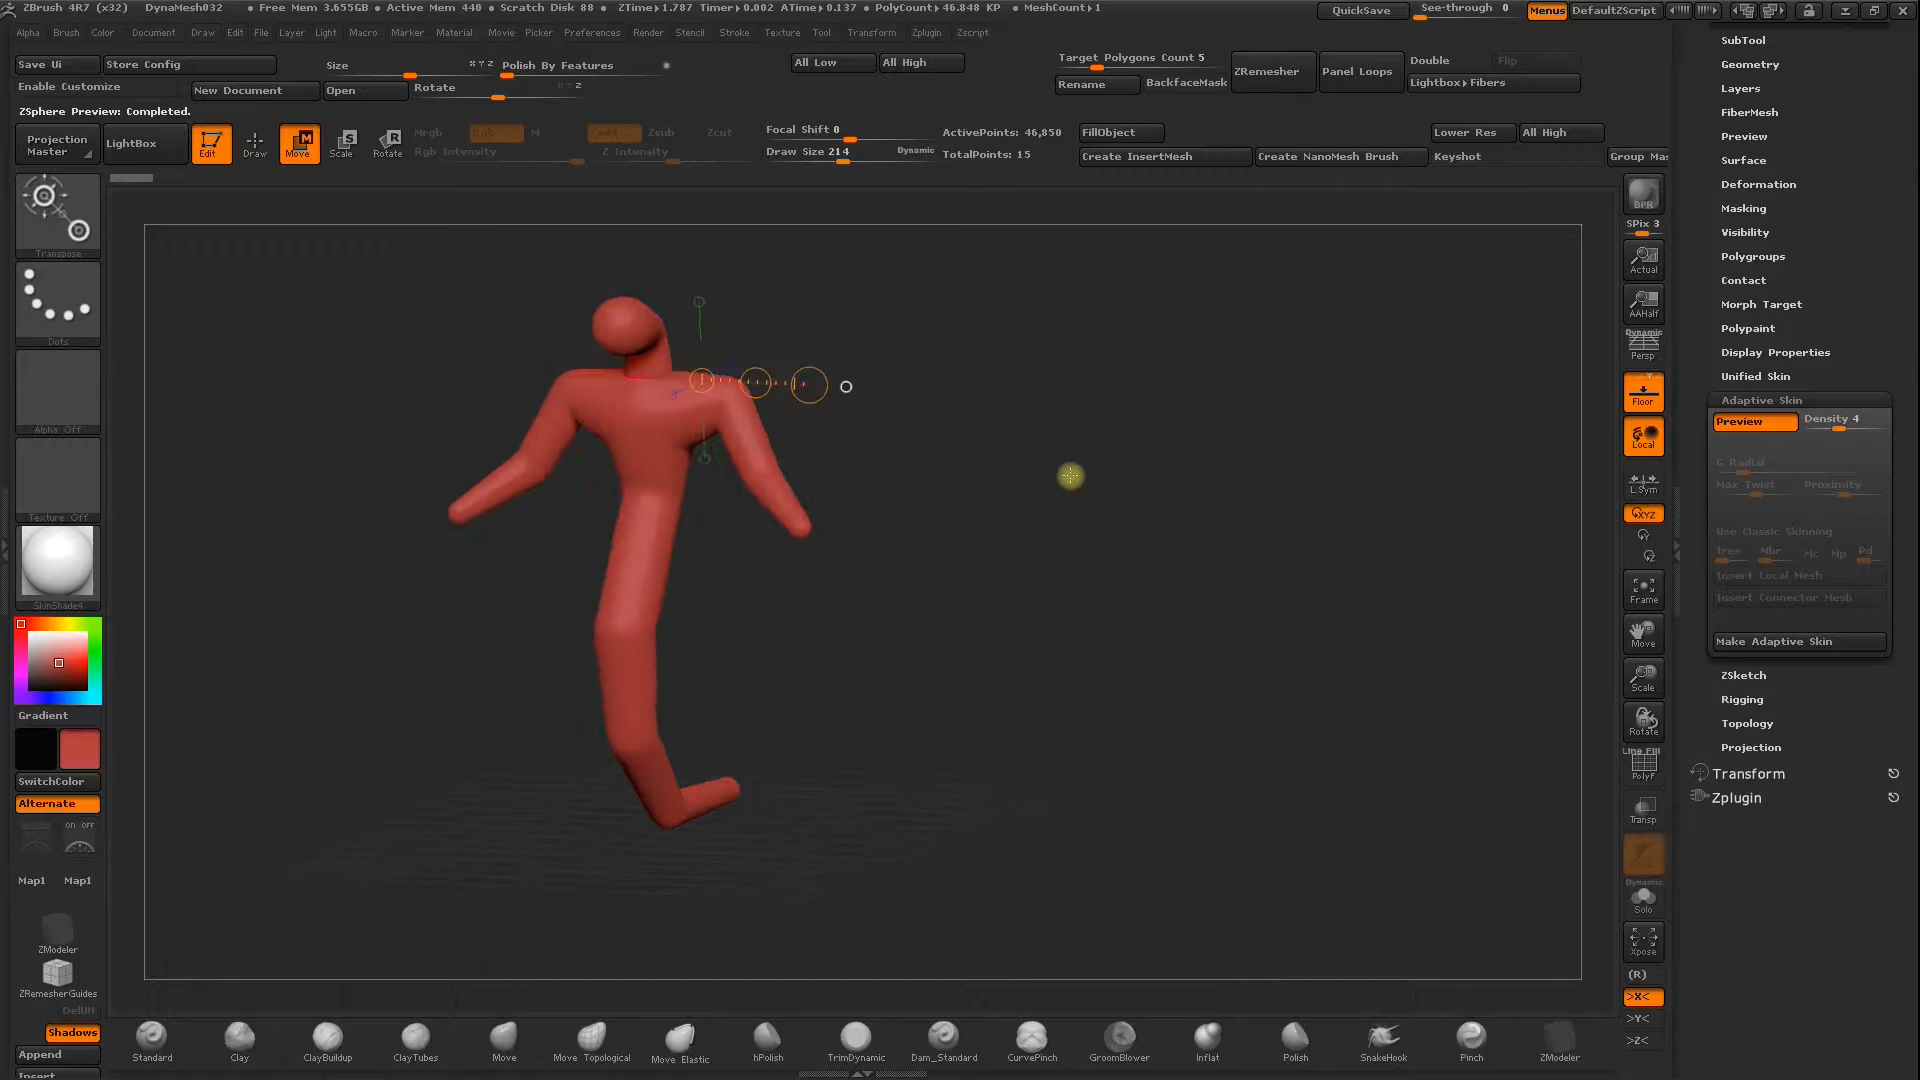 ZBrush 4R7 (x32) DynaMesh032 • Free Mem 3.655GB • Active Mem 440 • Scratch Disk 88 • ZTime▸1.787 Timer▸0.002 ATime▸0.137 • PolyCount▸46.848 KP • MeshCount▸1 QuickSave See-through 0 Menus DefaultZScript
Alpha Brush Color Document Draw Edit File Layer Light Macro Marker Material Movie Picker Preferences Render Stencil Stroke Texture Tool Transform Zplugin Zscript
Save Ui Store Config Size X Y Z Polish By Features All Low All High Target Polygons Count 5 ZRemesher Panel Loops Double Flip
Enable Customize New Document Open Rotate X Y Z Rename BackfaceMask Lightbox▸Fibers
ZSphere Preview: Completed.
Projection Master LightBox Edit Draw Move Scale Rotate Mrgb Rgb M Zadd Zsub Zcut Focal Shift 0 ActivePoints: 46,850 FillObject Lower Res All High
Rgb Intensity Z Intensity Draw Size 214 Dynamic TotalPoints: 15 Create InsertMesh Create NanoMesh Brush Keyshot Group Mas
Transpose
Dots
Alpha Off
Texture Off
SkinShade4
Gradient
SwitchColor
Alternate
ON OFF
Map1 Map1
ZModeler
ZRemesherGuides
DelUH
Shadows
Append
Insert
BPR
SPix 3
Actual
AAHalf
Dynamic
Persp
Floor
Local
L.Sym
XYZ
Y
Z
Frame
Move
Scale
Rotate
Line Fill
PolyF
Transp
Dynamic
Solo
Xpose
(R)
>X<
>Y<
>Z<
SubTool
Geometry
Layers
FiberMesh
Preview
Surface
Deformation
Masking
Visibility
Polygroups
Contact
Morph Target
Polypaint
Display Properties
Unified Skin
Adaptive Skin
Preview Density 4
G Radial
Max Twist Proximity
Use Classic Skinning
Ires Mbr Mc Mp Pd
Insert Local Mesh
Insert Connector Mesh
Make Adaptive Skin
ZSketch
Rigging
Topology
Projection
Transform
Zplugin
Standard Clay ClayBuildup ClayTubes Move Move Topological Move Elastic hPolish TrimDynamic Dam_Standard CurvePinch GroomBlower Inflat Polish SnakeHook Pinch ZModeler